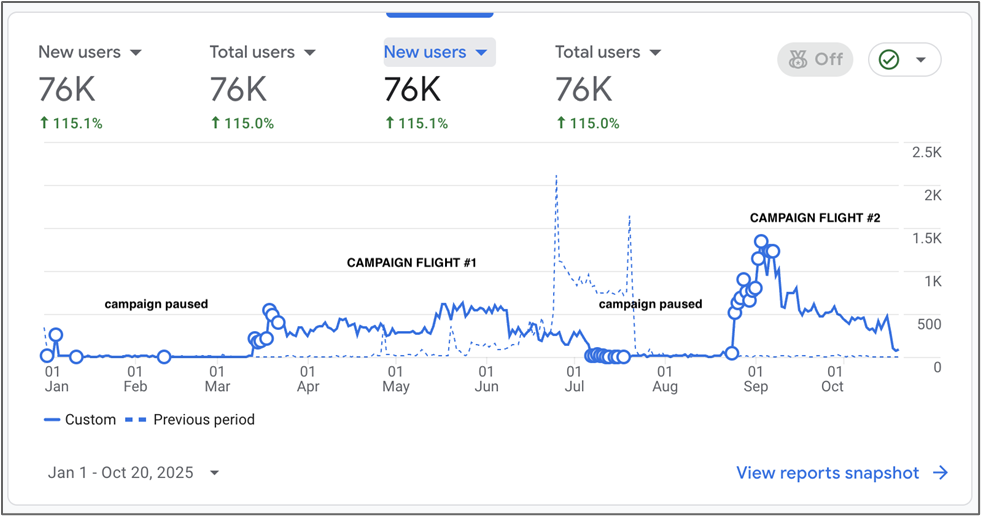 New users Total users New users Total users Off
76K 76K 76K 76K
115.1% 115.0% 115.1% 115.0%
2.5K
2K
CAMPAIGN FLIGHT #2
1.5K
CAMPAIGN FLIGHT #1
1K
campaign paused campaign paused
500
0
01 01 01 01 01 01 01 01 01 01
Jan Feb Mar Apr May Jun Jul Aug Sep Oct
Custom Previous period
Jan 1 - Oct 20, 2025 View reports snapshot